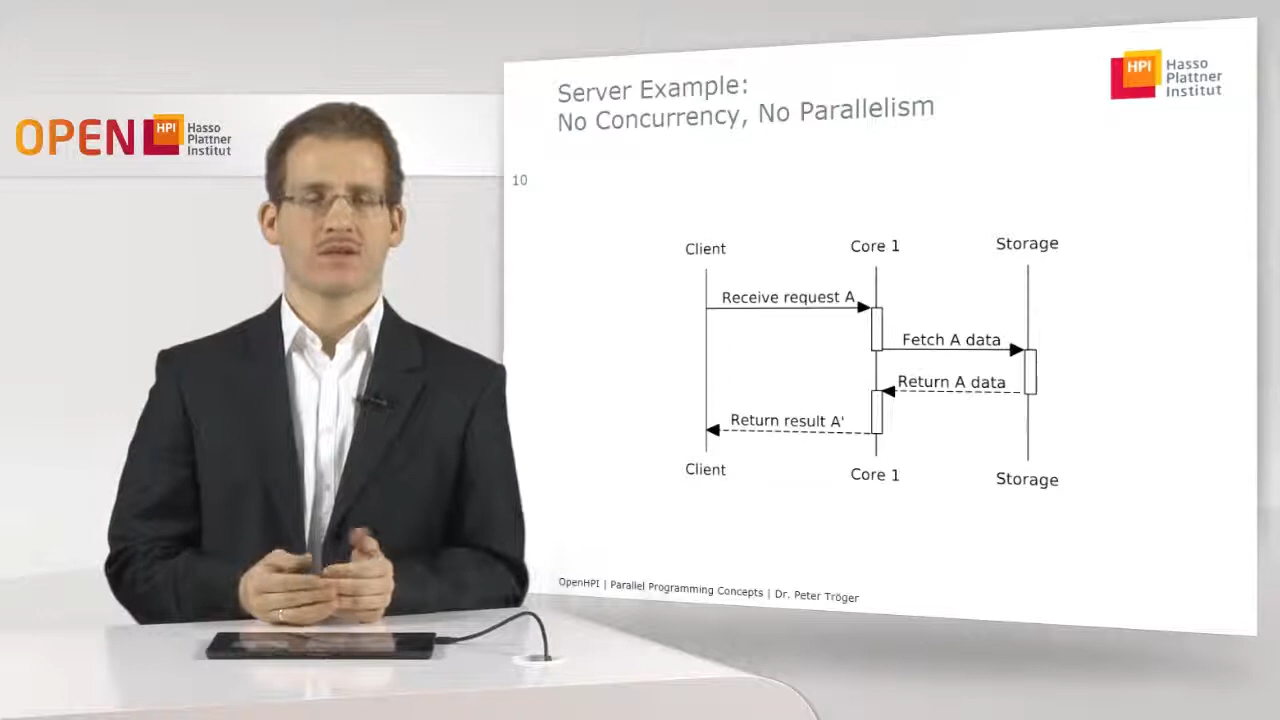 OPEN HPI Hasso
Plattner
Institut
Server Example:
No Concurrency, No Parallelism
HPI Hasso
Plattner
Institut
10
Client Core 1 Storage
Receive request A
Fetch A data
Return A data
Return result A'
Client Core 1 Storage
OpenHPI | Parallel Programming Concepts | Dr. Peter Tröger